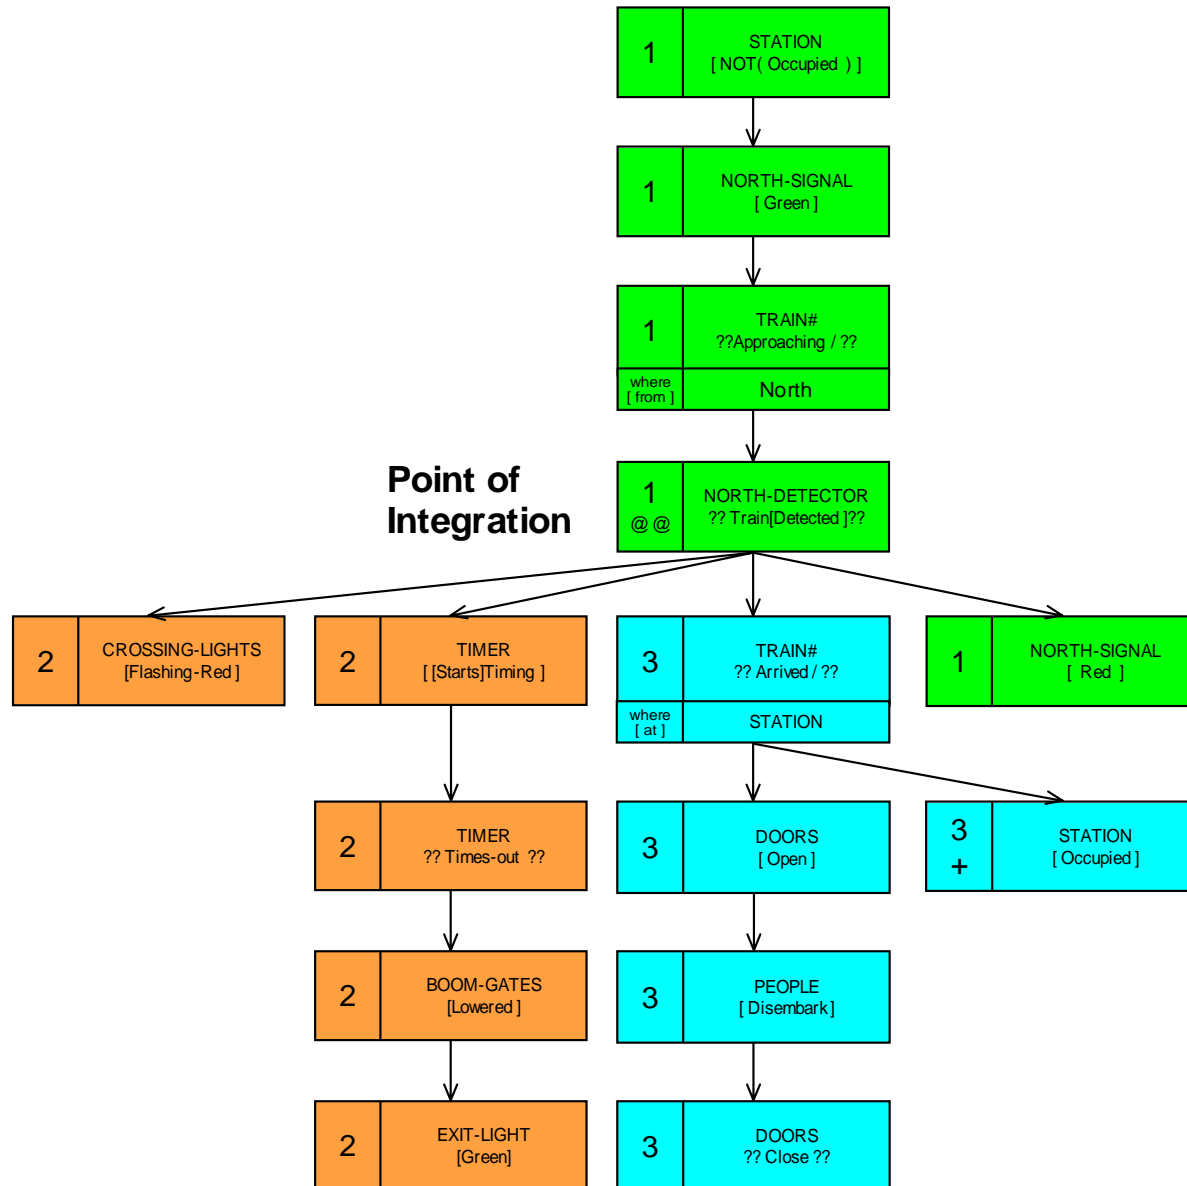 1
STATION
[ NOT( Occupied ) ]
1
NORTH-SIGNAL
[ Green ]
1
TRAIN#
??Approaching / ??
where
[ from ]
North
Point of
Integration
1
@ @
NORTH-DETECTOR
?? Train[Detected ]??
2
CROSSING-LIGHTS
[Flashing-Red ]
2
TIMER
[ [Starts]Timing ]
3
TRAIN#
?? Arrived / ??
where
[ at ]
STATION
1
NORTH-SIGNAL
[ Red ]
2
TIMER
?? Times-out ??
3
DOORS
[ Open ]
3
+
STATION
[ Occupied ]
2
BOOM-GATES
[Lowered ]
3
PEOPLE
[ Disembark ]
2
EXIT-LIGHT
[Green]
3
DOORS
?? Close ??